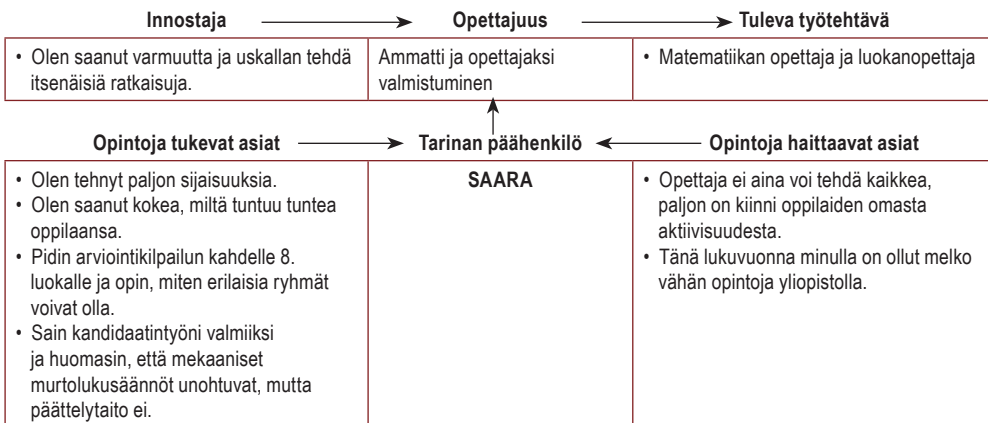 Innostaja Opettajuus Tuleva työtehtävä
• Olen saanut varmuutta ja uskallan tehdä
itsenäisiä ratkaisuja.
Ammatti ja opettajaksi
valmistuminen
• Matematiikan opettaja ja luokanopettaja
Opintoja tukevat asiat Tarinan päähenkilö Opintoja haittaavat asiat
• Olen tehnyt paljon sijaisuuksia.
• Olen saanut kokea, miltä tuntuu tuntea
oppilaansa.
• Pidin arviointikilpailun kahdelle 8.
luokalle ja opin, miten erilaisia ryhmät
voivat olla.
• Sain kandidaatintyöni valmiiksi
ja huomasin, että mekaaniset
murtolukusäännöt unohtuvat, mutta
päättelytaito ei.
SAARA
• Opettaja ei aina voi tehdä kaikkea,
paljon on kiinni oppilaiden omasta
aktiivisuudesta.
• Tänä lukuvuonna minulla on ollut melko
vähän opintoja yliopistolla.